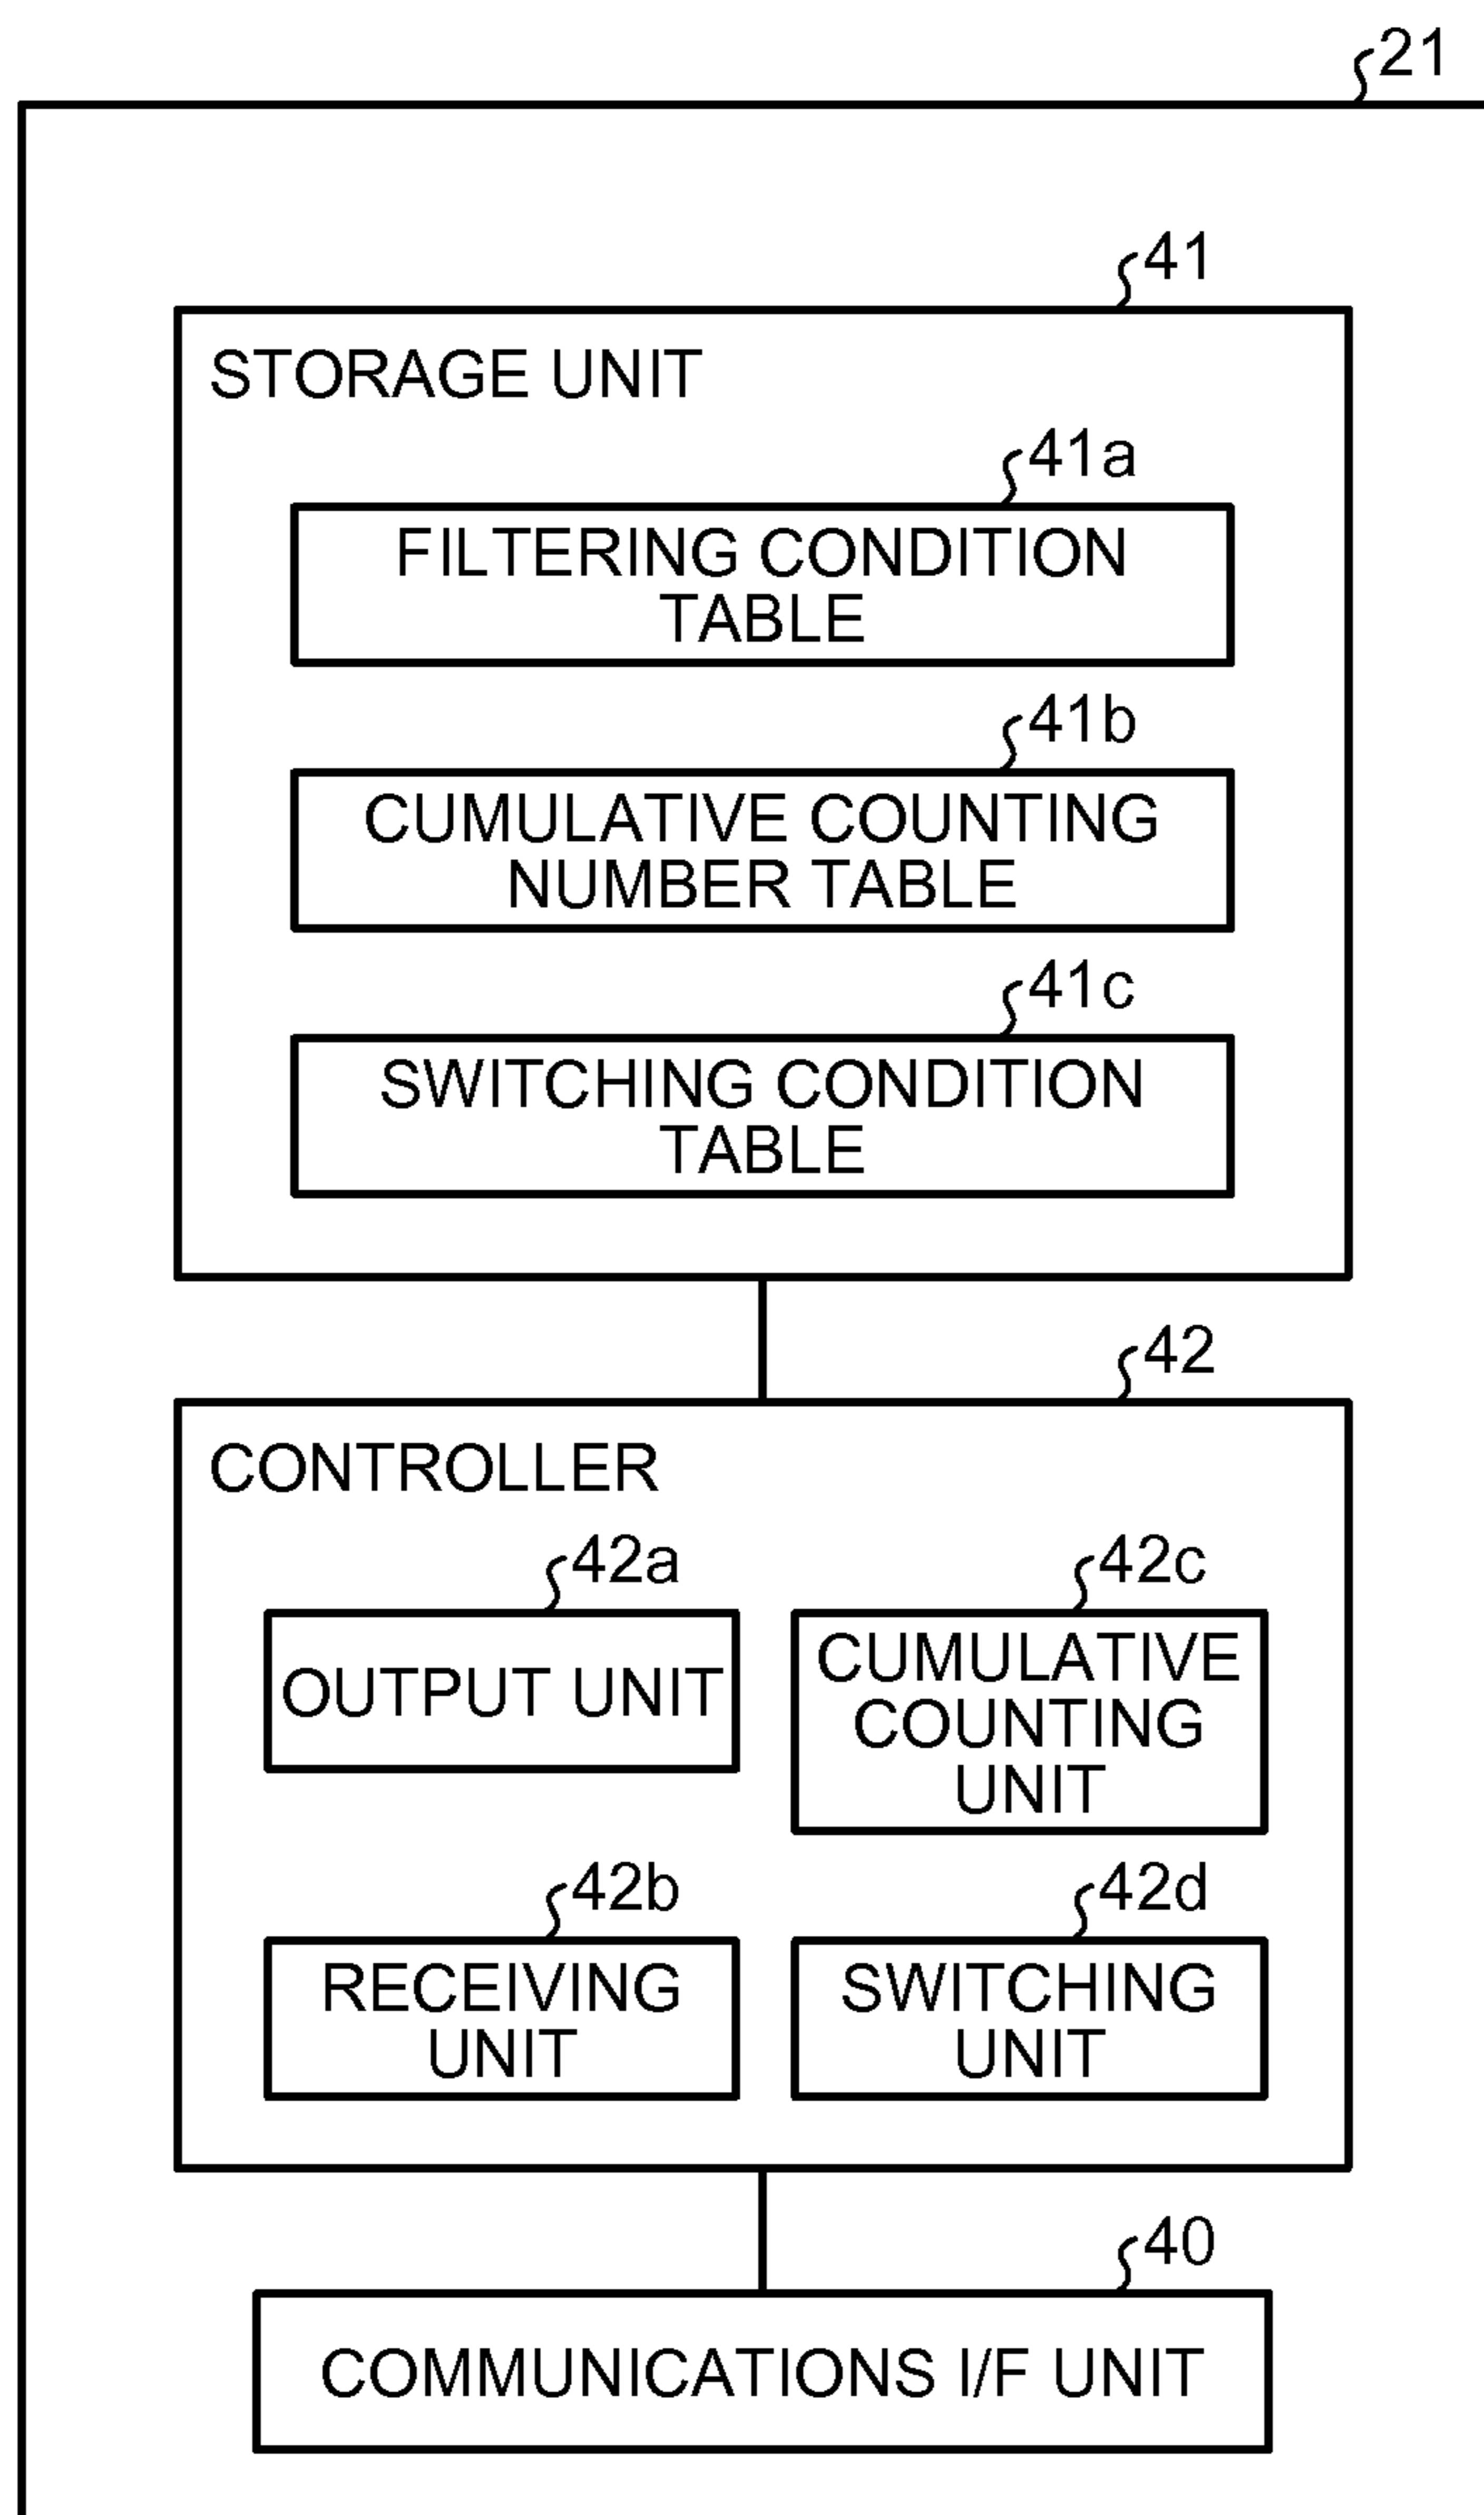 21
41
STORAGE UNIT
41a
FILTERING CONDITION
TABLE
41b
CUMULATIVE COUNTING
NUMBER TABLE
41c
SWITCHING CONDITION
TABLE
42
CONTROLLER
42a
OUTPUT UNIT
42c
CUMULATIVE
COUNTING
UNIT
42b
RECEIVING
UNIT
42d
SWITCHING
UNIT
40
COMMUNICATIONS I/F UNIT